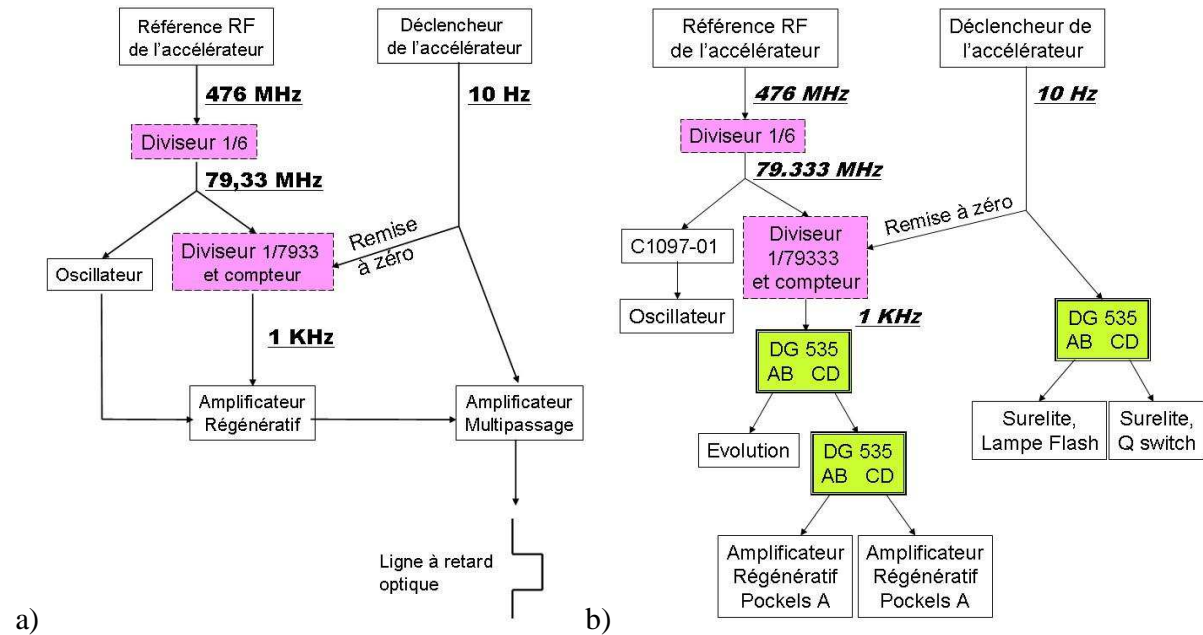 Référence RF
de l'accélérateur
Déclencheur
de l'accélérateur
476 MHz
10 Hz
Diviseur 1/6
79,33 MHz
Remise
à zéro
Oscillateur
Diviseur 1/7933
et compteur
1 KHz
Amplificateur
Régénératif
Amplificateur
Multipassage
Ligne à retard
optique
a)
Référence RF
de l'accélérateur
Déclencheur de
l'accélérateur
476 MHz
10 Hz
Diviseur 1/6
79.333 MHz
Remise à zéro
C1097-01
Diviseur
1/79333
et compteur
Oscillateur
1 KHz
DG 535
AB CD
DG 535
AB CD
Evolution
Surelite,
Lampe Flash
Surelite,
Q switch
DG 535
AB CD
Amplificateur
Régénératif
Pockels A
Amplificateur
Régénératif
Pockels A
b)